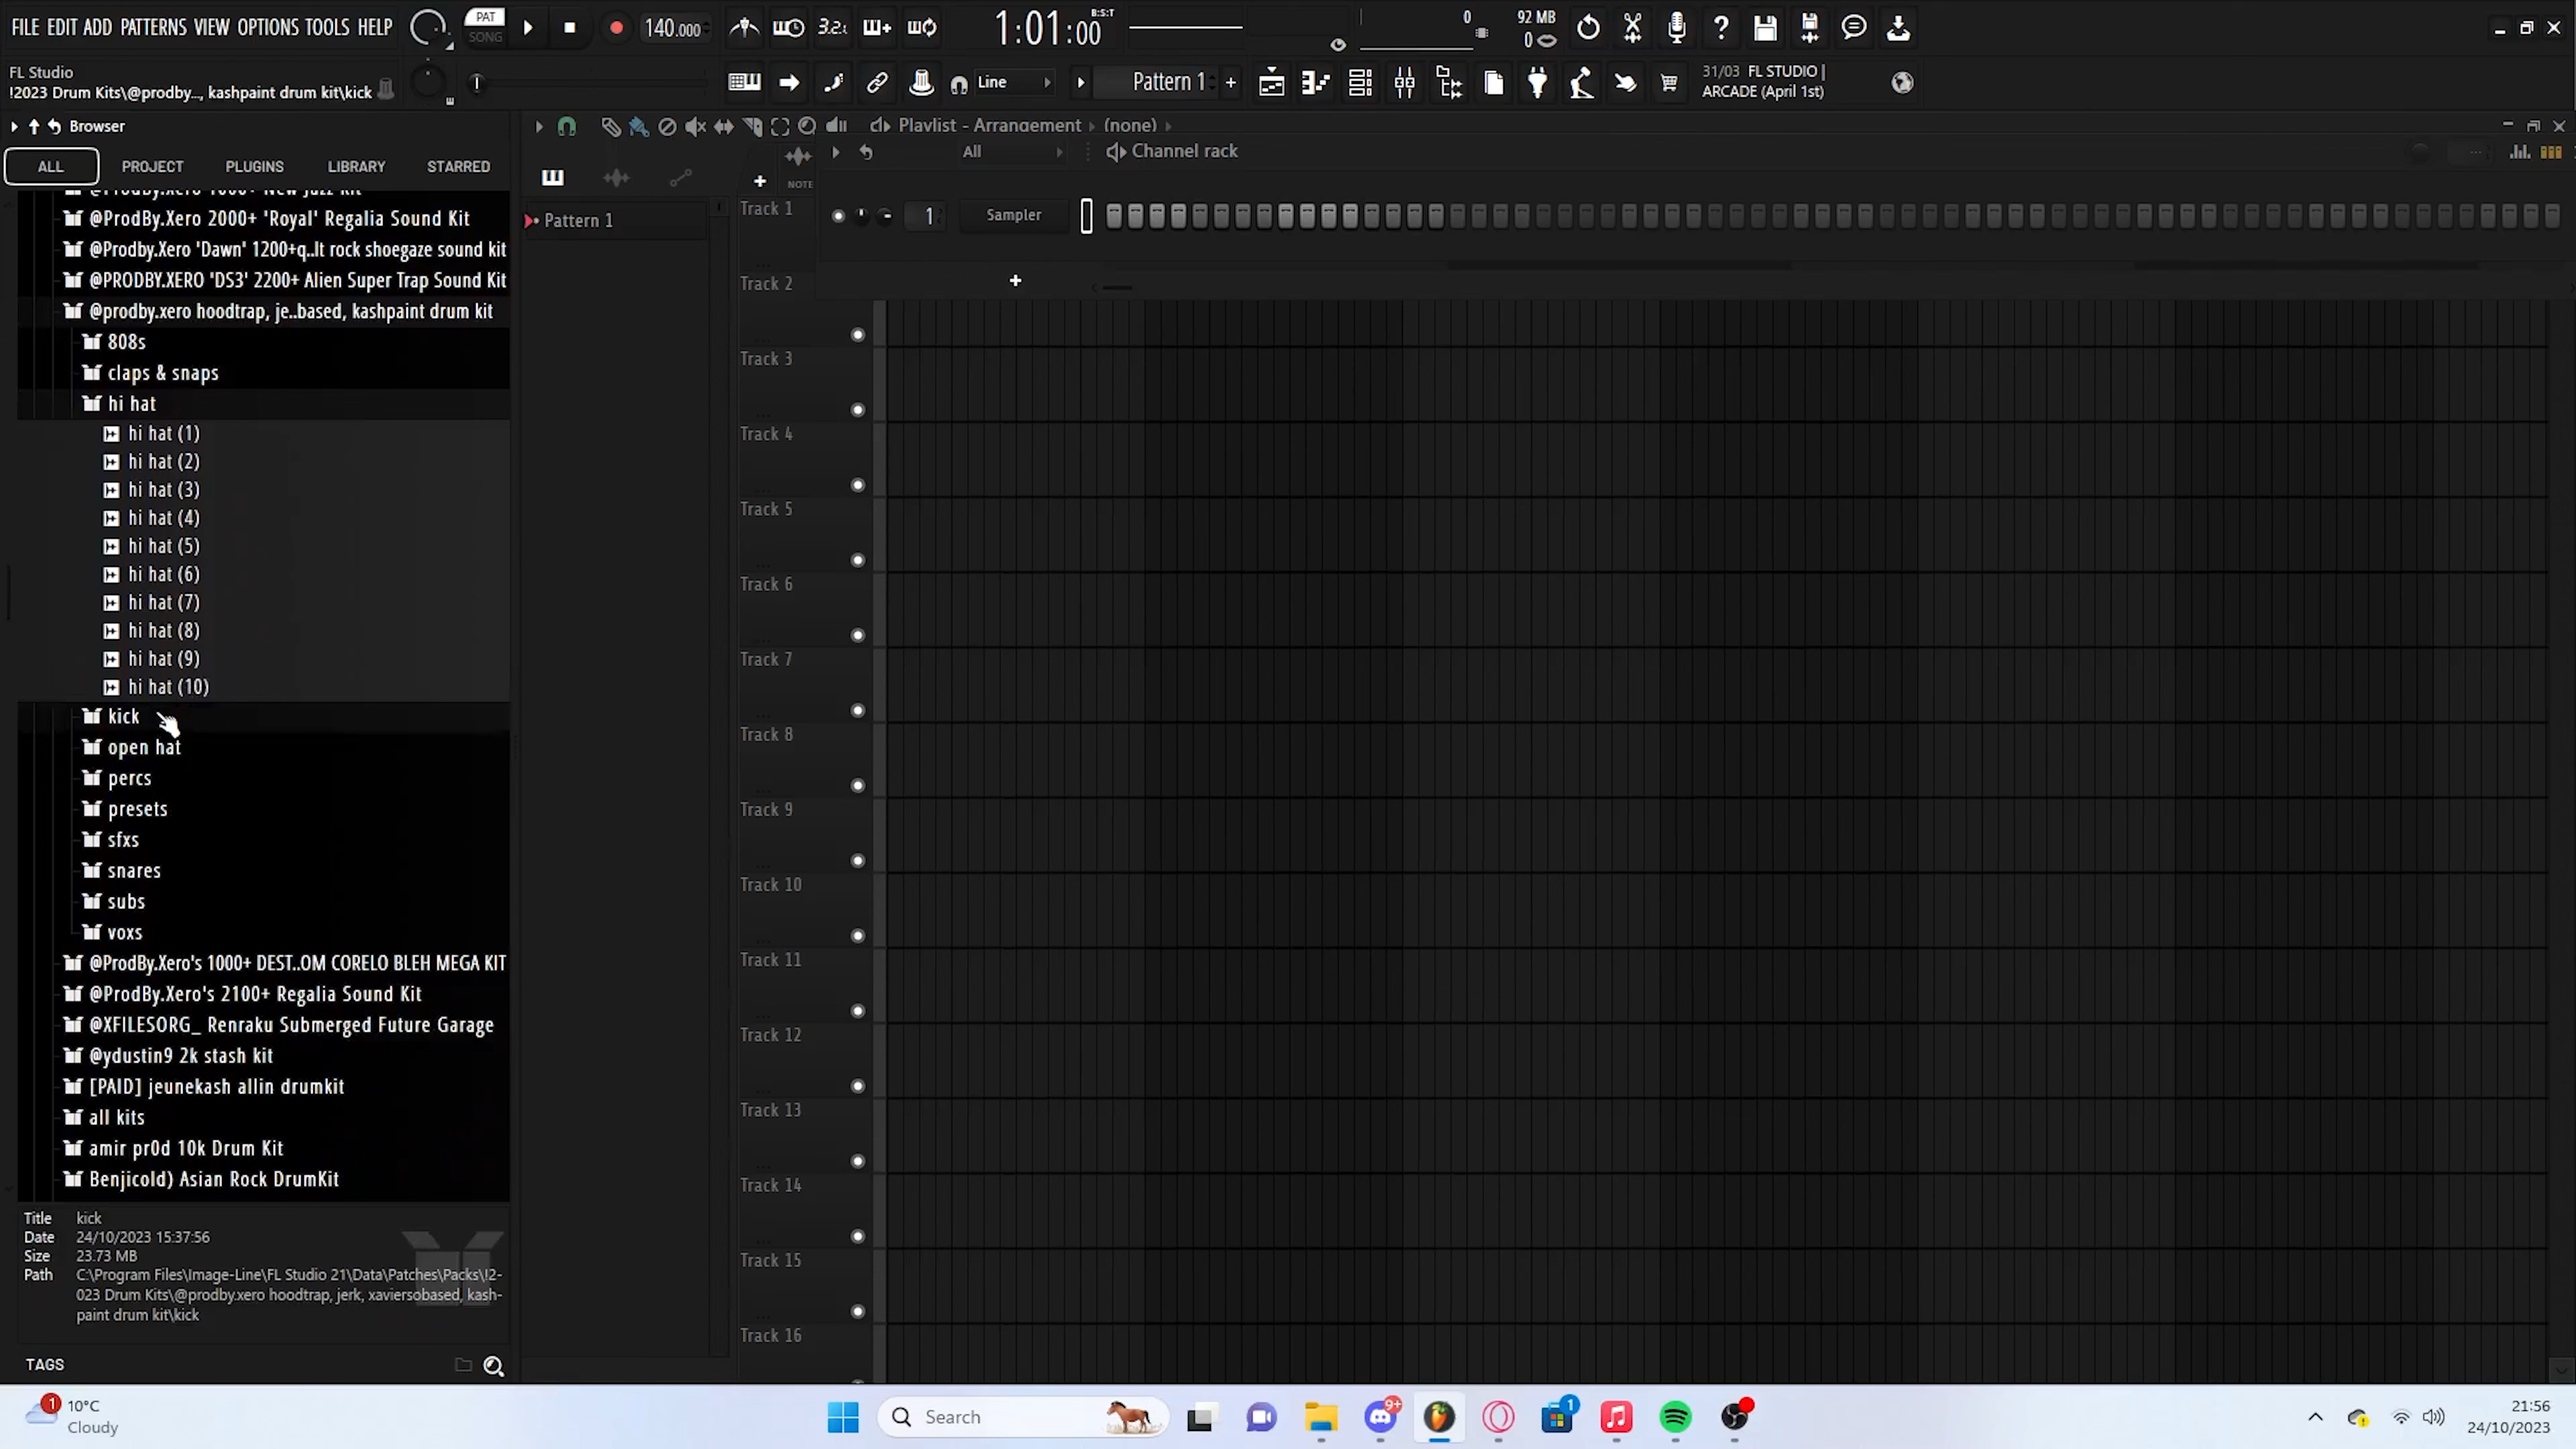 FILE EDIT ADD PATTERNS VIEW OPTIONS TOOLS HELP
PAT
SONG
140.000
3.2.
1:01:00
B:S:T
0
92 MB
0
FL Studio
!2023 Drum Kits\@prodby..., kashpaint drum kit\kick
Line
Pattern 1
31/03 FL STUDIO |
ARCADE (April 1st)
Browser
Playlist - Arrangement
(none)
ALL
PROJECT
PLUGINS
LIBRARY
STARRED
NOTE
All
Channel rack
@ProdBy.Xero 2000+ 'Royal' Regalia Sound Kit
@Prodby.Xero 'Dawn' 1200+q..lt rock shoegaze sound kit
@PRODBY.XERO 'DS3' 2200+ Alien Super Trap Sound Kit
@prodby.xero hoodtrap, je..based, kashpaint drum kit
808s
claps & snaps
hi hat
hi hat (1)
hi hat (2)
hi hat (3)
hi hat (4)
hi hat (5)
hi hat (6)
hi hat (7)
hi hat (8)
hi hat (9)
hi hat (10)
kick
open hat
percs
presets
sfxs
snares
subs
voxs
@ProdBy.Xero's 1000+ DEST..OM CORELO BLEH MEGA KIT
@ProdBy.Xero's 2100+ Regalia Sound Kit
@XFILESORG_ Renraku Submerged Future Garage
@ydustin9 2k stash kit
[PAID] jeunekash allin drumkit
all kits
amir pr0d 10k Drum Kit
Benjicold) Asian Rock DrumKit
Title kick
Date 24/10/2023 15:37:56
Size 23.73 MB
Path C:\Program Files\Image-Line\FL Studio 21\Data\Patches\Packs\!2-
023 Drum Kits\@prodby.xero hoodtrap, jerk, xaviersobased, kash-
paint drum kit\kick
TAGS
Pattern 1
1
Sampler
Track 1
Track 2
Track 3
Track 4
Track 5
Track 6
Track 7
Track 8
Track 9
Track 10
Track 11
Track 12
Track 13
Track 14
Track 15
Track 16
1
10°C
Cloudy
Search
9+
1
21:56
24/10/2023